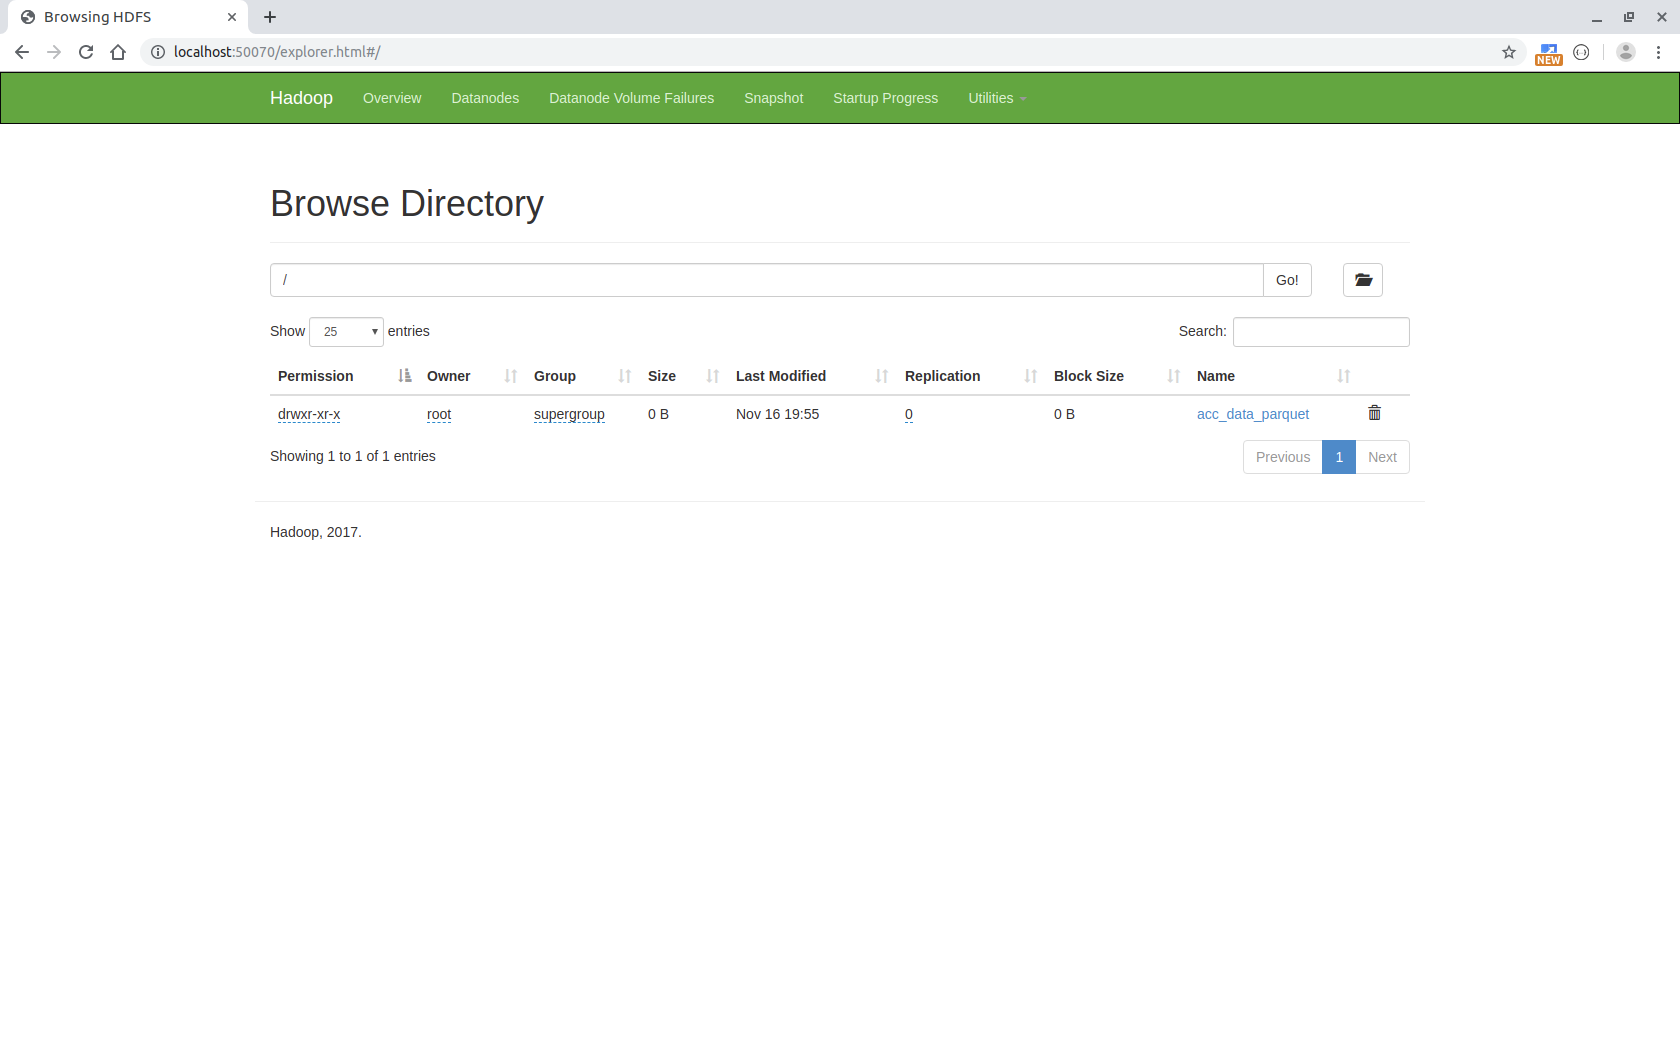 Browsing HDFS
localhost:50070/explorer.html#/
NEW
Hadoop Overview Datanodes Datanode Volume Failures Snapshot Startup Progress Utilities
Browse Directory
/ Go!
Show 25 entries Search:
Permission Owner Group Size Last Modified Replication Block Size Name
drwxr-xr-x root supergroup 0 B Nov 16 19:55 0 0 B acc_data_parquet
Showing 1 to 1 of 1 entries Previous 1 Next
Hadoop, 2017.